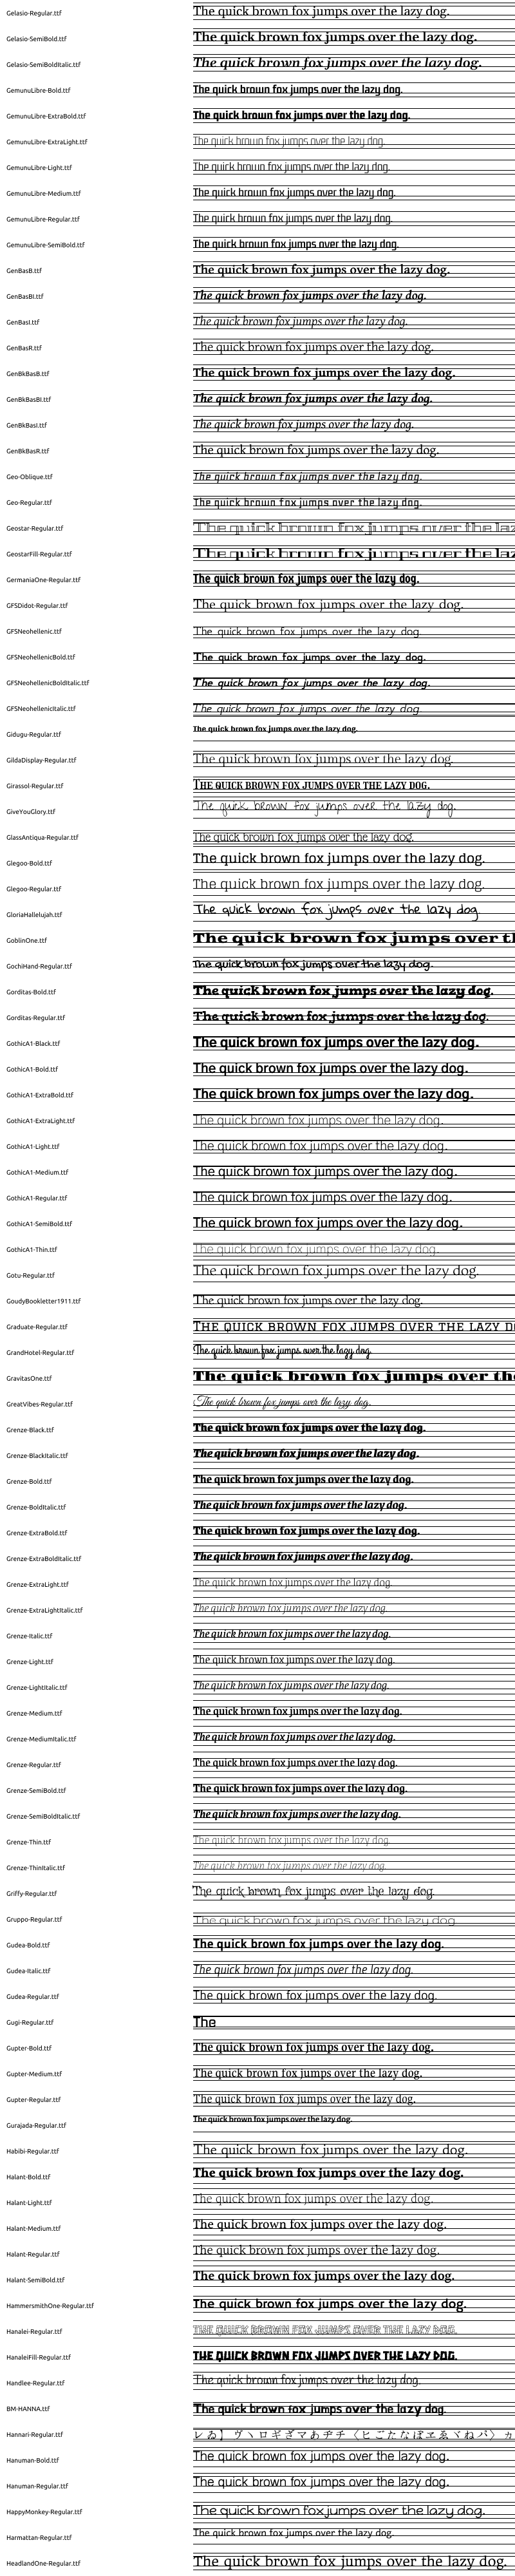 Gelasio-Regular.ttf The quick brown fox jumps over the lazy dog.
Gelasio-SemiBold.ttf The quick brown fox jumps over the lazy dog.
Gelasio-SemiBoldItalic.ttf The quick brown fox jumps over the lazy dog.
GemunuLibre-Bold.ttf The quick brown fox jumps over the lazy dog.
GemunuLibre-ExtraBold.ttf The quick brown fox jumps over the lazy dog.
GemunuLibre-ExtraLight.ttf The quick brown fox jumps over the lazy dog.
GemunuLibre-Light.ttf The quick brown fox jumps over the lazy dog.
GemunuLibre-Medium.ttf The quick brown fox jumps over the lazy dog.
GemunuLibre-Regular.ttf The quick brown fox jumps over the lazy dog.
GemunuLibre-SemiBold.ttf The quick brown fox jumps over the lazy dog.
GenBasB.ttf The quick brown fox jumps over the lazy dog.
GenBasBI.ttf The quick brown fox jumps over the lazy dog.
GenBasI.ttf The quick brown fox jumps over the lazy dog.
GenBasR.ttf The quick brown fox jumps over the lazy dog.
GenBkBasB.ttf The quick brown fox jumps over the lazy dog.
GenBkBasBI.ttf The quick brown fox jumps over the lazy dog.
GenBkBasI.ttf The quick brown fox jumps over the lazy dog.
GenBkBasR.ttf The quick brown fox jumps over the lazy dog.
Geo-Oblique.ttf The quick brown fox jumps over the lazy dog.
Geo-Regular.ttf The quick brown fox jumps over the lazy dog.
Geostar-Regular.ttf The quick brown fox jumps over the laz
GeostarFill-Regular.ttf The quick brown fox jumps over the laz
GermaniaOne-Regular.ttf The quick brown fox jumps over the lazy dog.
GFSDidot-Regular.ttf The quick brown fox jumps over the lazy dog.
GFSNeohellenic.ttf The quick brown fox jumps over the lazy dog.
GFSNeohellenicBold.ttf The quick brown fox jumps over the lazy dog.
GFSNeohellenicBoldItalic.ttf The quick brown fox jumps over the lazy dog.
GFSNeohellenicItalic.ttf The quick brown fox jumps over the lazy dog.
Gidugu-Regular.ttf The quick brown fox jumps over the lazy dog.
GildaDisplay-Regular.ttf The quick brown fox jumps over the lazy dog.
Girassol-Regular.ttf THE QUICK BROWN FOX JUMPS OVER THE LAZY DOG.
GiveYouGlory.ttf The quick brown fox jumps over the lazy dog.
GlassAntiqua-Regular.ttf The quick brown fox jumps over the lazy dog.
Glegoo-Bold.ttf The quick brown fox jumps over the lazy dog.
Glegoo-Regular.ttf The quick brown fox jumps over the lazy dog.
GloriaHallelujah.ttf The quick brown fox jumps over the lazy dog.
GoblinOne.ttf The quick brown fox jumps over th
GochiHand-Regular.ttf The quick brown fox jumps over the lazy dog.
Gorditas-Bold.ttf The quick brown fox jumps over the lazy dog.
Gorditas-Regular.ttf The quick brown fox jumps over the lazy dog.
GothicA1-Black.ttf The quick brown fox jumps over the lazy dog.
GothicA1-Bold.ttf The quick brown fox jumps over the lazy dog.
GothicA1-ExtraBold.ttf The quick brown fox jumps over the lazy dog.
GothicA1-ExtraLight.ttf The quick brown fox jumps over the lazy dog.
GothicA1-Light.ttf The quick brown fox jumps over the lazy dog.
GothicA1-Medium.ttf The quick brown fox jumps over the lazy dog.
GothicA1-Regular.ttf The quick brown fox jumps over the lazy dog.
GothicA1-SemiBold.ttf The quick brown fox jumps over the lazy dog.
GothicA1-Thin.ttf The quick brown fox jumps over the lazy dog.
Gotu-Regular.ttf The quick brown fox jumps over the lazy dog.
GoudyBookletter1911.ttf The quick brown fox jumps over the lazy dog.
Graduate-Regular.ttf THE QUICK BROWN FOX JUMPS OVER THE LAZY D
GrandHotel-Regular.ttf The quick brown fox jumps over the lazy dog.
GravitasOne.ttf The quick brown fox jumps over th
GreatVibes-Regular.ttf The quick brown fox jumps over the lazy dog.
Grenze-Black.ttf The quick brown fox jumps over the lazy dog.
Grenze-BlackItalic.ttf The quick brown fox jumps over the lazy dog.
Grenze-Bold.ttf The quick brown fox jumps over the lazy dog.
Grenze-BoldItalic.ttf The quick brown fox jumps over the lazy dog.
Grenze-ExtraBold.ttf The quick brown fox jumps over the lazy dog.
Grenze-ExtraBoldItalic.ttf The quick brown fox jumps over the lazy dog.
Grenze-ExtraLight.ttf The quick brown fox jumps over the lazy dog.
Grenze-ExtraLightItalic.ttf The quick brown fox jumps over the lazy dog.
Grenze-Italic.ttf The quick brown fox jumps over the lazy dog.
Grenze-Light.ttf The quick brown fox jumps over the lazy dog.
Grenze-LightItalic.ttf The quick brown fox jumps over the lazy dog.
Grenze-Medium.ttf The quick brown fox jumps over the lazy dog.
Grenze-MediumItalic.ttf The quick brown fox jumps over the lazy dog.
Grenze-Regular.ttf The quick brown fox jumps over the lazy dog.
Grenze-SemiBold.ttf The quick brown fox jumps over the lazy dog.
Grenze-SemiBoldItalic.ttf The quick brown fox jumps over the lazy dog.
Grenze-Thin.ttf The quick brown fox jumps over the lazy dog.
Grenze-ThinItalic.ttf The quick brown fox jumps over the lazy dog.
Griffy-Regular.ttf The quick brown fox jumps over the lazy dog.
Gruppo-Regular.ttf The quick brown fox jumps over the lazy dog.
Gudea-Bold.ttf The quick brown fox jumps over the lazy dog.
Gudea-Italic.ttf The quick brown fox jumps over the lazy dog.
Gudea-Regular.ttf The quick brown fox jumps over the lazy dog.
Gugi-Regular.ttf The
Gupter-Bold.ttf The quick brown fox jumps over the lazy dog.
Gupter-Medium.ttf The quick brown fox jumps over the lazy dog.
Gupter-Regular.ttf The quick brown fox jumps over the lazy dog.
Gurajada-Regular.ttf The quick brown fox jumps over the lazy dog.
Habibi-Regular.ttf The quick brown fox jumps over the lazy dog.
Halant-Bold.ttf The quick brown fox jumps over the lazy dog.
Halant-Light.ttf The quick brown fox jumps over the lazy dog.
Halant-Medium.ttf The quick brown fox jumps over the lazy dog.
Halant-Regular.ttf The quick brown fox jumps over the lazy dog.
Halant-SemiBold.ttf The quick brown fox jumps over the lazy dog.
HammersmithOne-Regular.ttf The quick brown fox jumps over the lazy dog.
Hanalei-Regular.ttf THE QUICK BROWN FOX JUMPS OVER THE LAZY DOG.
HanaleiFill-Regular.ttf THE QUICK BROWN FOX JUMPS OVER THE LAZY DOG.
Handlee-Regular.ttf The quick brown fox jumps over the lazy dog.
BM-HANNA.ttf The quick brown fox jumps over the lazy dog.
Hannari-Regular.ttf レゐ】ヴヽロギざマあヂチ〈ヒごたなぼヱゑヾねパ〉カ
Hanuman-Bold.ttf The quick brown fox jumps over the lazy dog.
Hanuman-Regular.ttf The quick brown fox jumps over the lazy dog.
HappyMonkey-Regular.ttf The quick brown fox jumps over the lazy dog.
Harmattan-Regular.ttf The quick brown fox jumps over the lazy dog.
HeadlandOne-Regular.ttf The quick brown fox jumps over the lazy dog.